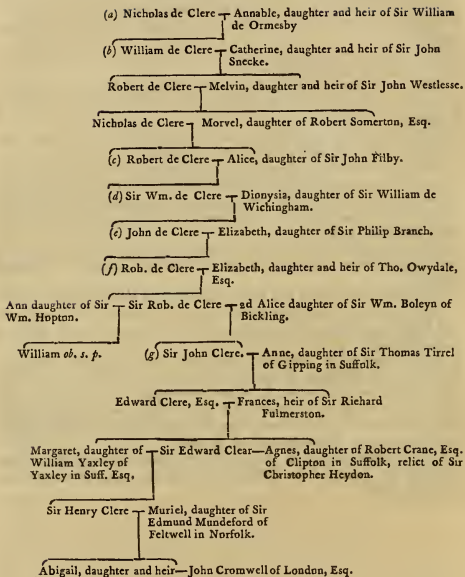 (a) Nicholas de Clere Annable, daughter and heir of Sir William
de Ormesby
(b) William de Clere Catherine, daughter and heir of Sir John
Snecke.
Robert de Clere Melvin, daughter and heir of Sir John Westlesse.
Nicholas de Clere Morvel, daughter of Robert Somerton, Esq.
(c) Robert de Clere Alice, daughter of Sir John Filby.
(d) Sir Wm. de Clere Dionysia, daughter of Sir William de
Wichingham.
(e) John de Clere Elizabeth, daughter of Sir Philip Branch.
(f) Rob. de Clere Elizabeth, daughter and heir of Tho. Owydale,
Esq.
Ann daughter of Sir Sir Rob. de Clere 2d Alice daughter of Sir Wm. Boleyn of
Wm. Hopton. Bickling.
William ob. s. p. (g) Sir John Clere. Anne, daughter of Sir Thomas Tirrel
of Gipping in Suffolk.
Edward Clere, Esq. Frances, heir of Sir Richard
Fulmerston.
Margaret, daughter of Sir Edward Clear—Agnes, daughter of Robert Crane, Esq.
William Yaxley of of Clipton in Suffolk, relict of Sir
Yaxley in Suff. Esq. Christopher Heydon.
Sir Henry Clere Muriel, daughter of Sir
Edmund Mundeford of
Feltwell in Norfolk.
Abigail, daughter and heir—John Cromwell of London, Esq.